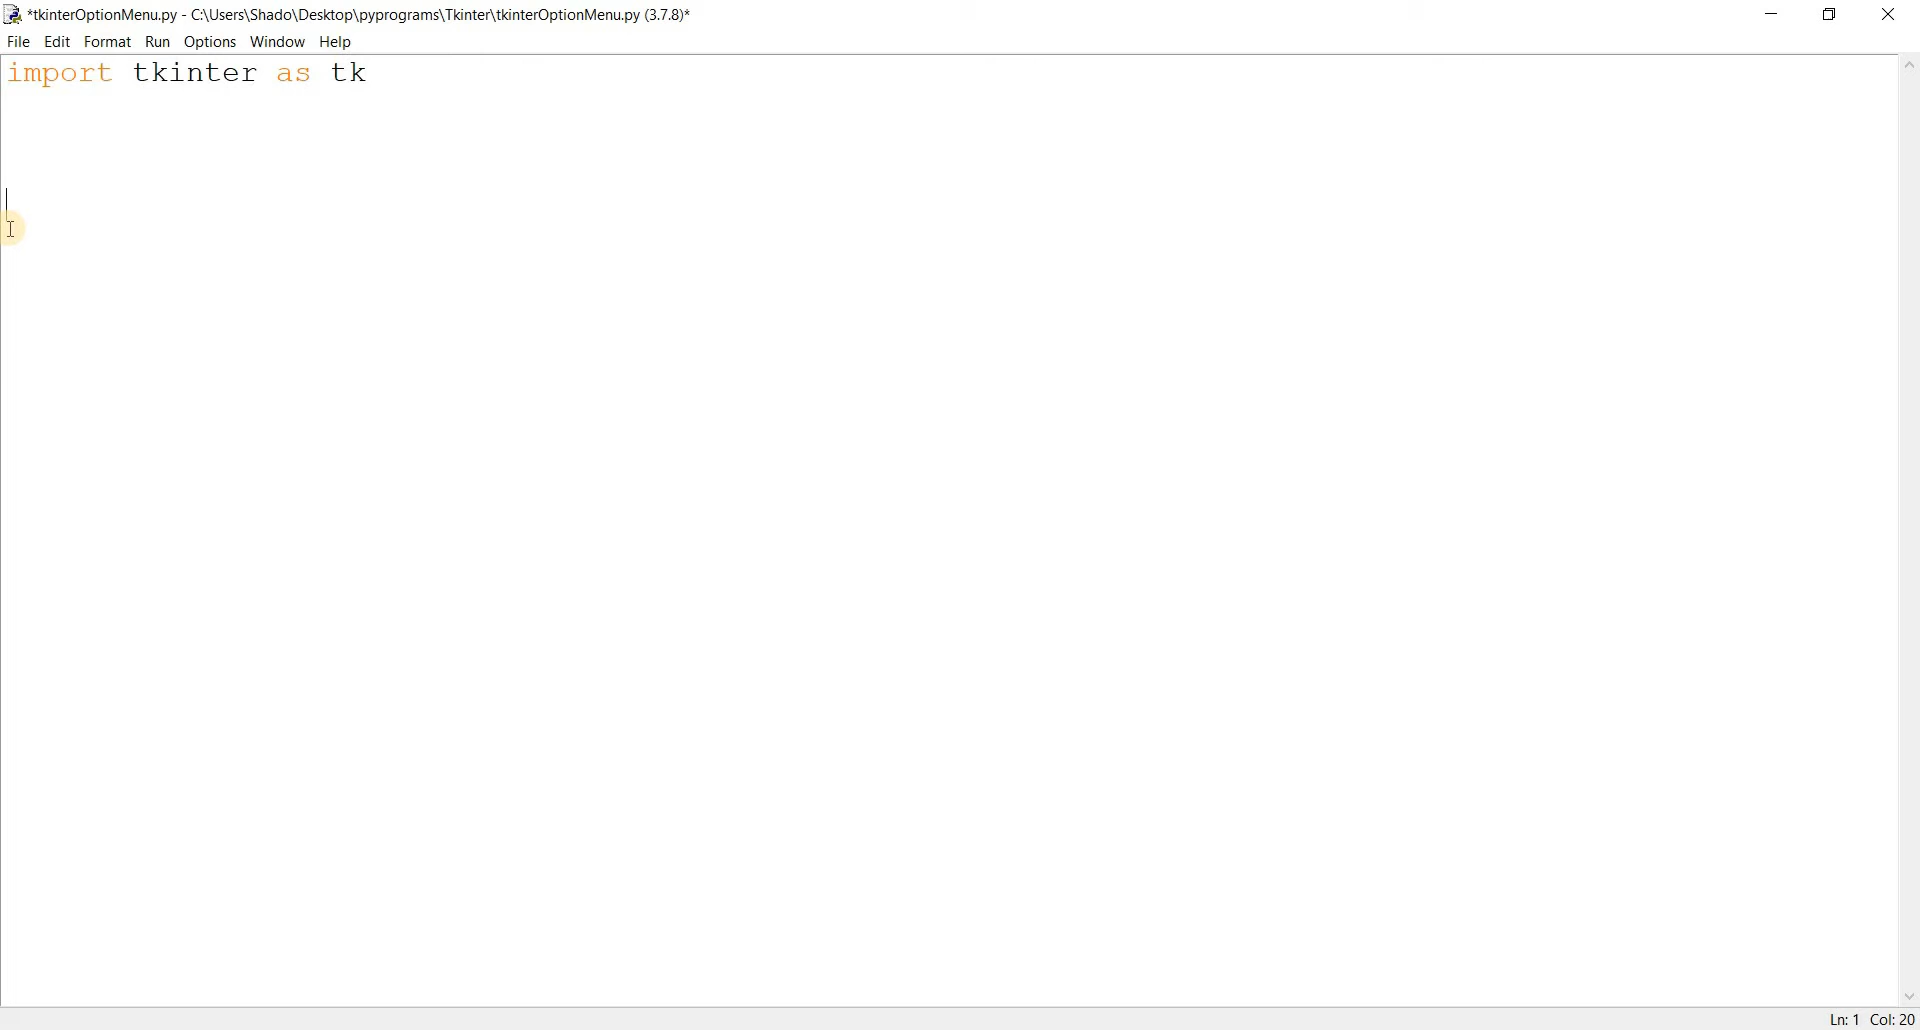 *tkinterOptionMenu.py - C:\Users\Shado\Desktop\pyprograms\Tkinter\tkinterOptionMenu.py (3.7.8)*
File Edit Format Run Options Window Help
import tkinter as tk
Ln: 1 Col: 20